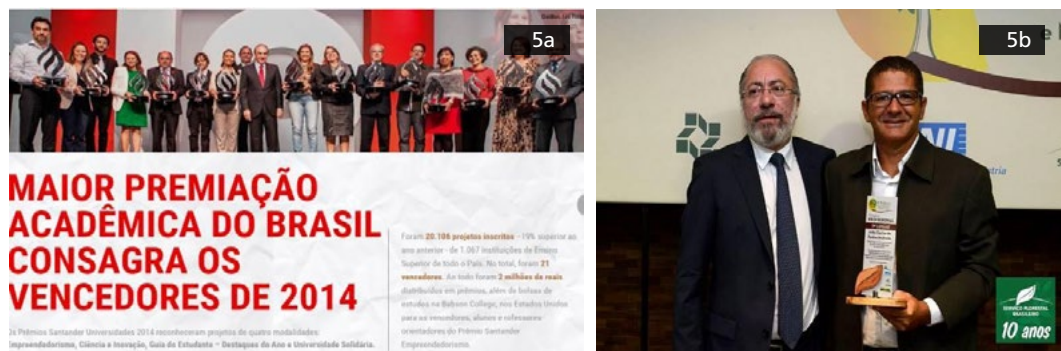 5a
MAIOR PREMIAÇÃO
ACADÊMICA DO BRASIL
CONSAGRA OS
VENCEDORES DE 2014
Os Prêmios Santander Universidades 2014 reconheceram projetos de quatro modalidades:
Empreendedorismo, Ciência e Inovação, Guia do Estudante – Destaques do Ano e Universidade Solidária.
Foram 20.106 projetos inscritos – 19% superior ao
ano anterior - de 1.067 instituições de Ensino
Superior de todo o País. No total, foram 21
vencedores. Ao todo foram 2 milhões de reais
distribuídos em prêmios, além de bolsas de
estudos na Babson College, nos Estados Unidos
para os vencedores, alunos e
orientadores do Prêmio Santander
Empreendedorismo.
5b
NI
SERVIÇO FLORESTAL
BRASILEIRO
10 anos